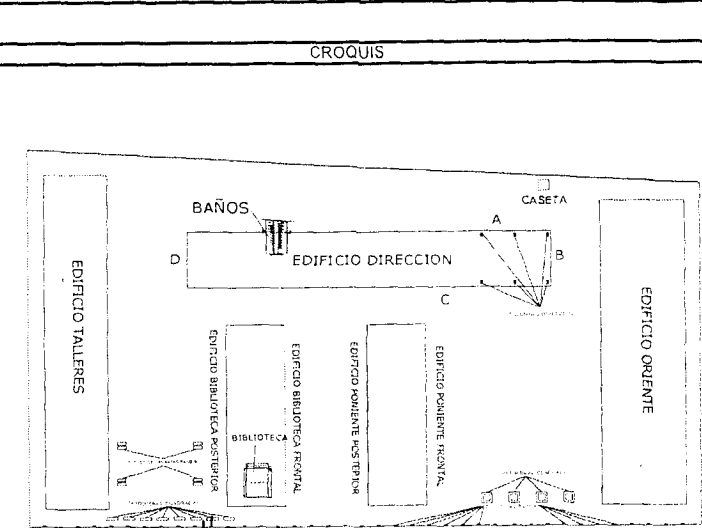 CROQUIS
CASETA
BAÑOS
A
D
EDIFICIO DIRECCION
B
C
EDIFICIO TALLERES
EDIFICIO BIBLIOTECA POSTERIOR
EDIFICIO BIBLIOTECA FRONTAL
EDIFICIO PONIENTE POSTERIOR
EDIFICIO PONIENTE FRONTAL
EDIFICIO ORIENTE
BIBLIOTECA